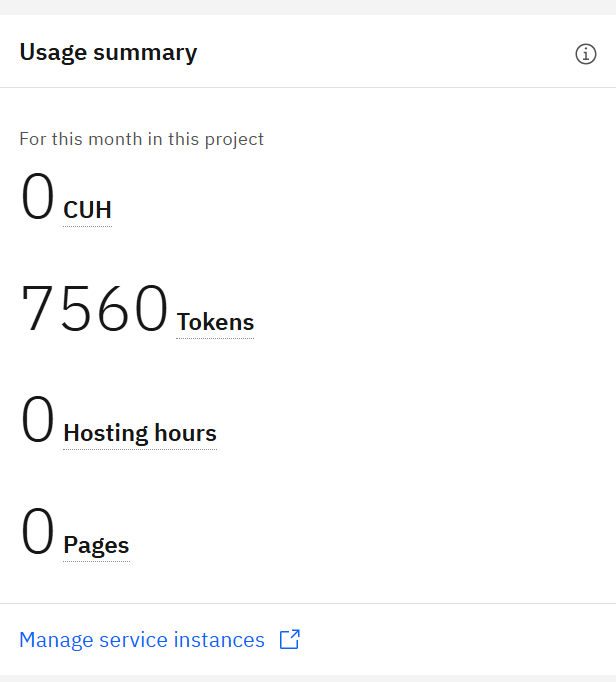 Usage summary
For this month in this project
0 CUH
7560 Tokens
0 Hosting hours
0 Pages
Manage service instances